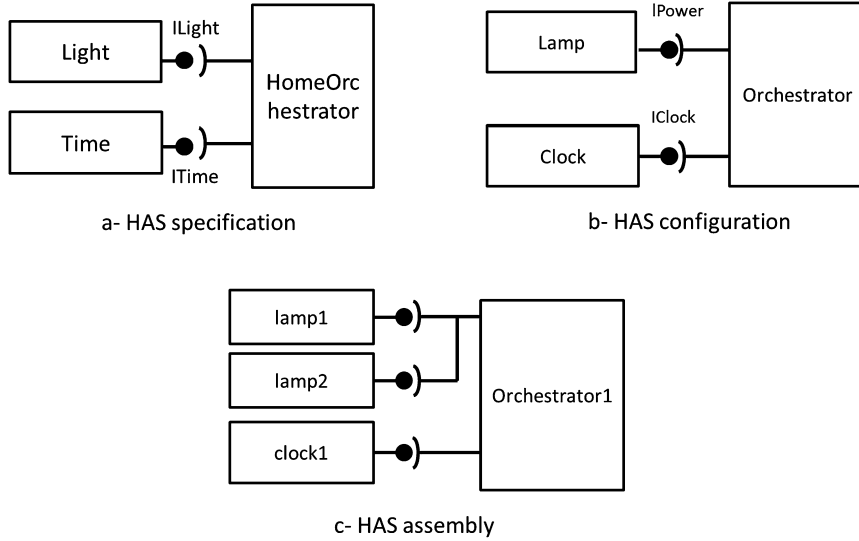 ILight
Light
HomeOrc
hestrator
Time
ITime
a- HAS specification
IPower
Lamp
Orchestrator
IClock
Clock
b- HAS configuration
lamp1
lamp2
Orchestrator1
clock1
c- HAS assembly